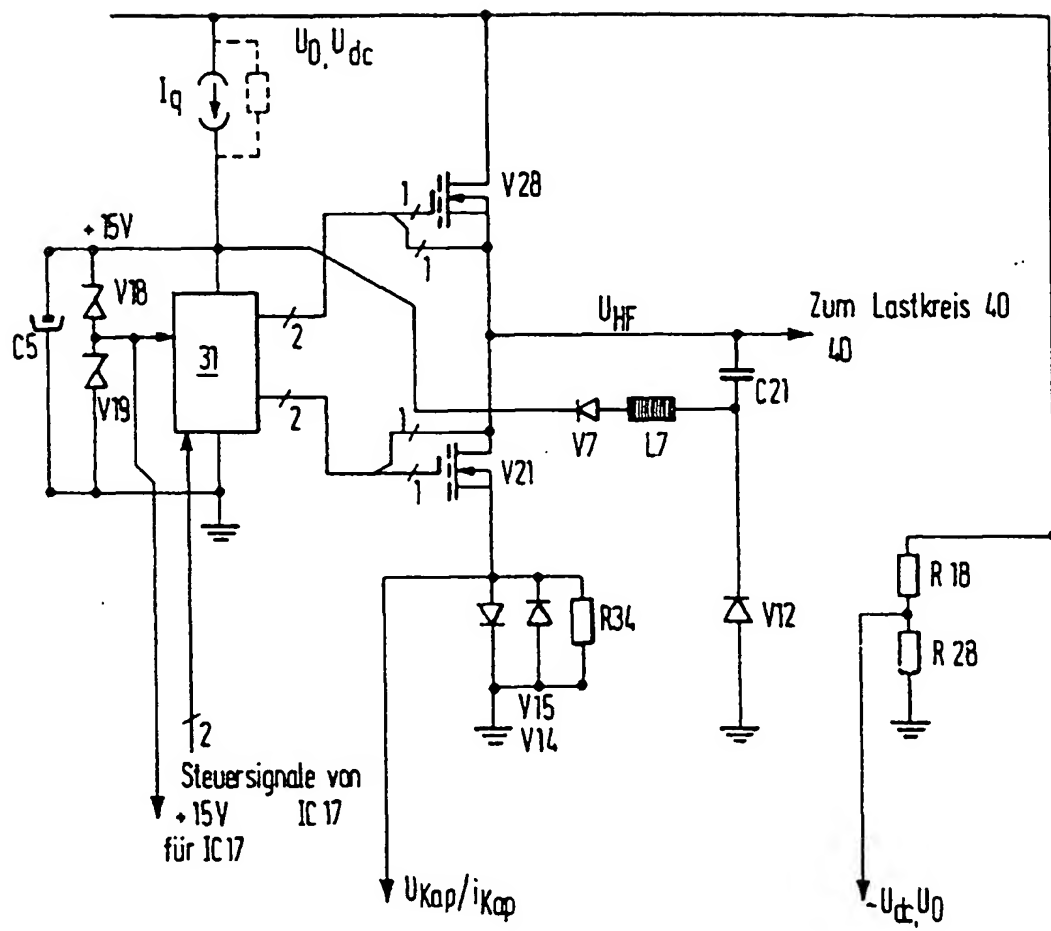 U0, Udc
Iq
V28
1
+15V
1
V18
2
UHF
Zum Lastkreis 40
40
C5
31
C21
V19
2
1
V7
L7
V21
1
R18
R34
V12
R28
V15
V14
2
Steuersignale von
IC17
+15V
für IC17
UKap/iKap
~Udc,U0